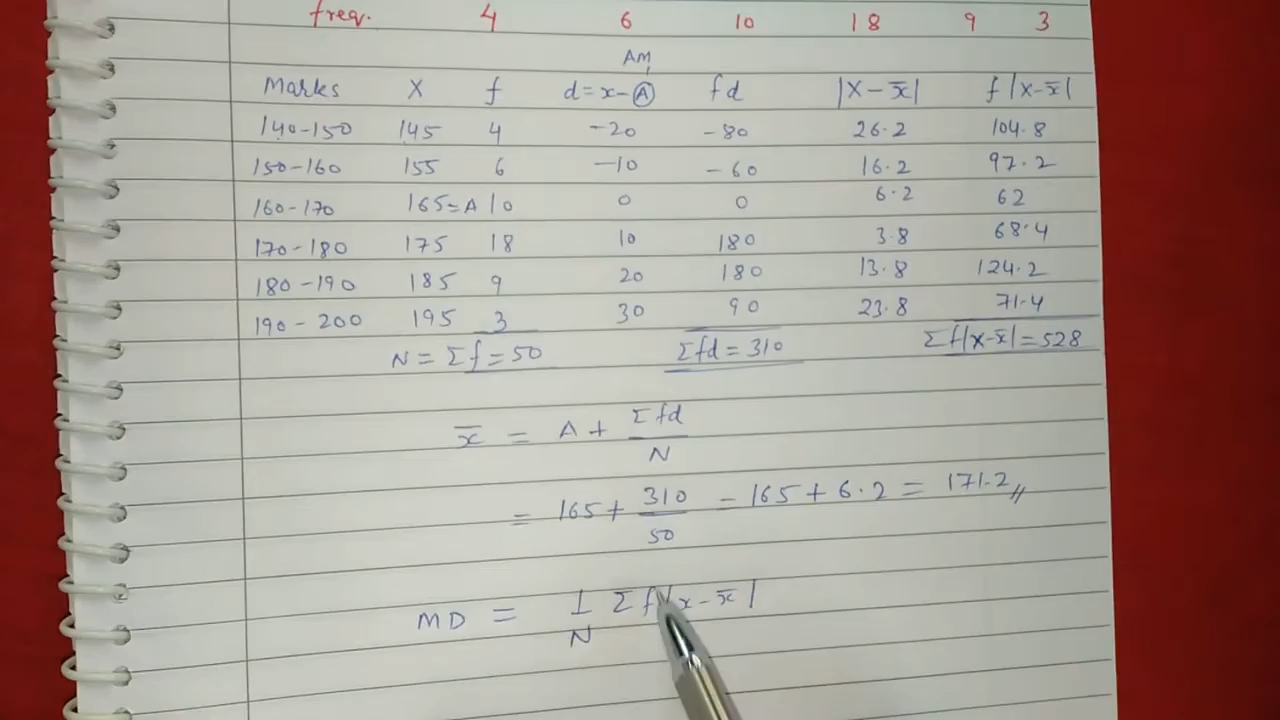 freq. 4 6 10 18 9 3
AM
Marks X f d=x-A fd |X-x̄| f|x-x̄|
140-150 145 4 -20 -80 26.2 104.8
150-160 155 6 -10 -60 16.2 97.2
160-170 165=A 10 0 0 6.2 62
170-180 175 18 10 180 3.8 68.4
180-190 185 9 20 180 13.8 124.2
190-200 195 3 30 90 23.8 71.4
N = Σf = 50 Σfd = 310 Σf|x-x̄| = 528
x̄ = A + Σfd/N
= 165 + 310/50 = 165 + 6.2 = 171.2
MD = 1/N Σf|x-x̄|